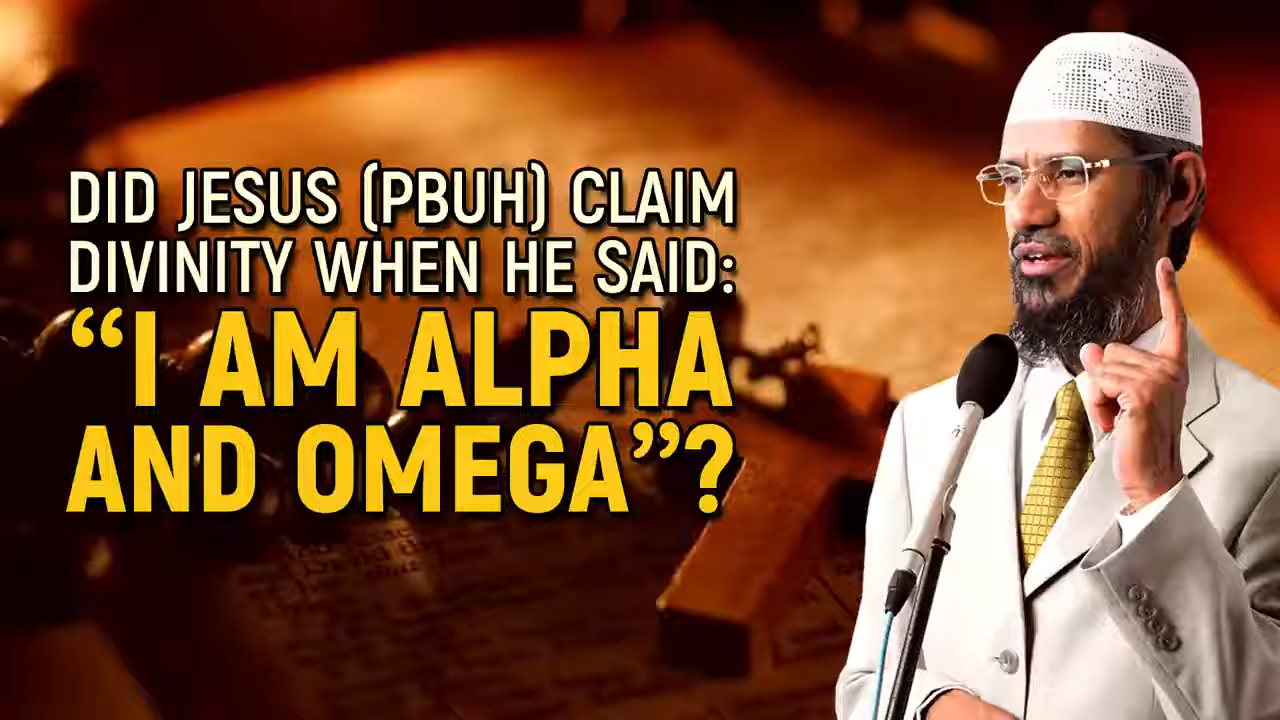 DID JESUS (PBUH) CLAIM
DIVINITY WHEN HE SAID:
“I AM ALPHA
AND OMEGA”?